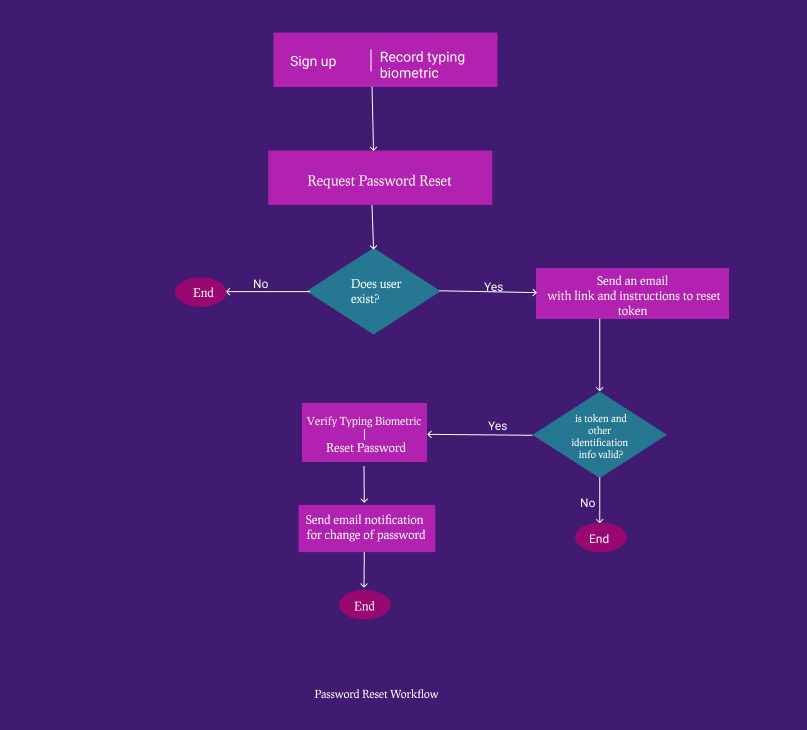 Sign up
Record typing
biometric
Request Password Reset
Does user
exist?
No
End
Yes
Send an email
with link and instructions to reset
token
is token and
other
identification
info valid?
Yes
Verify Typing Biometric
Reset Password
No
End
Send email notification
for change of password
End
Password Reset Workflow